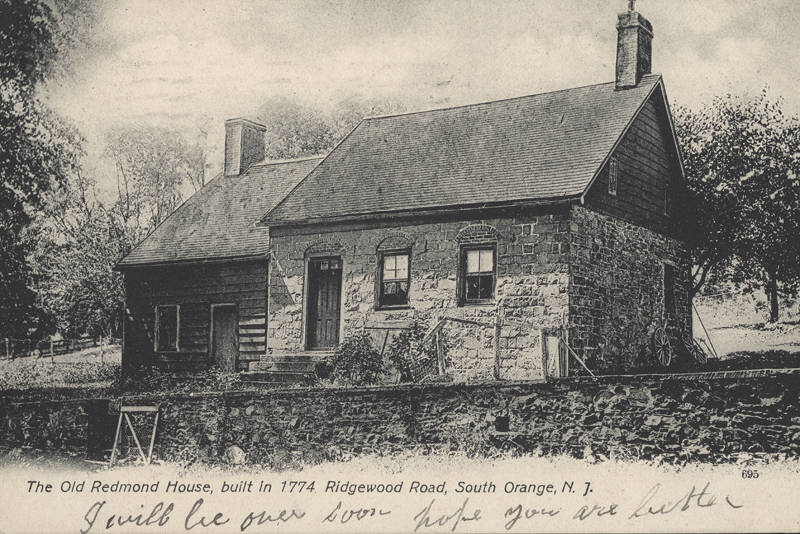 695
The Old Redmond House, built in 1774. Ridgewood Road, South Orange, N. J.
I will be over soon hope you are better